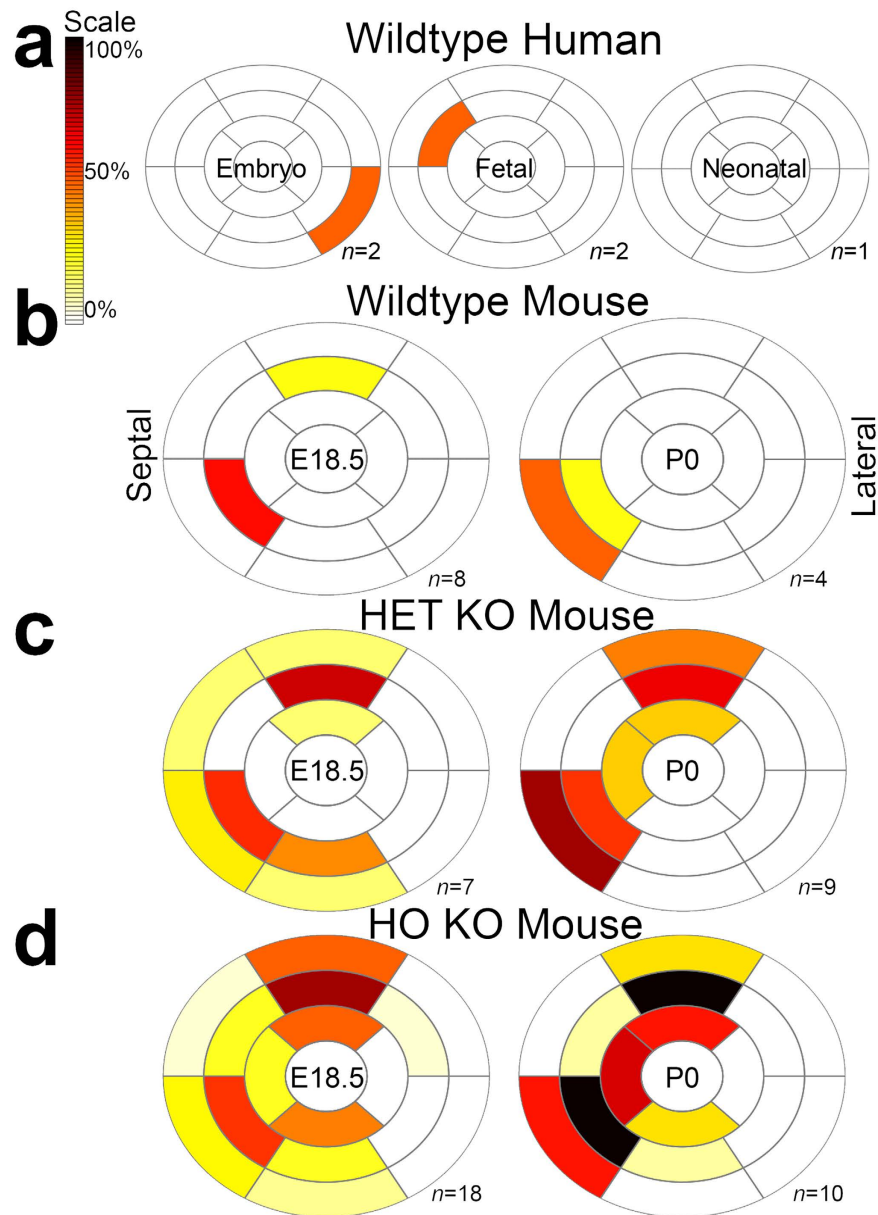 Scale
a
100%
50%
0%
Wildtype Human
Embryo
n=2
Fetal
n=2
Neonatal
n=1
b
Wildtype Mouse
Septal
E18.5
n=8
P0
n=4
Lateral
c
HET KO Mouse
E18.5
n=7
P0
n=9
d
HO KO Mouse
E18.5
n=18
P0
n=10